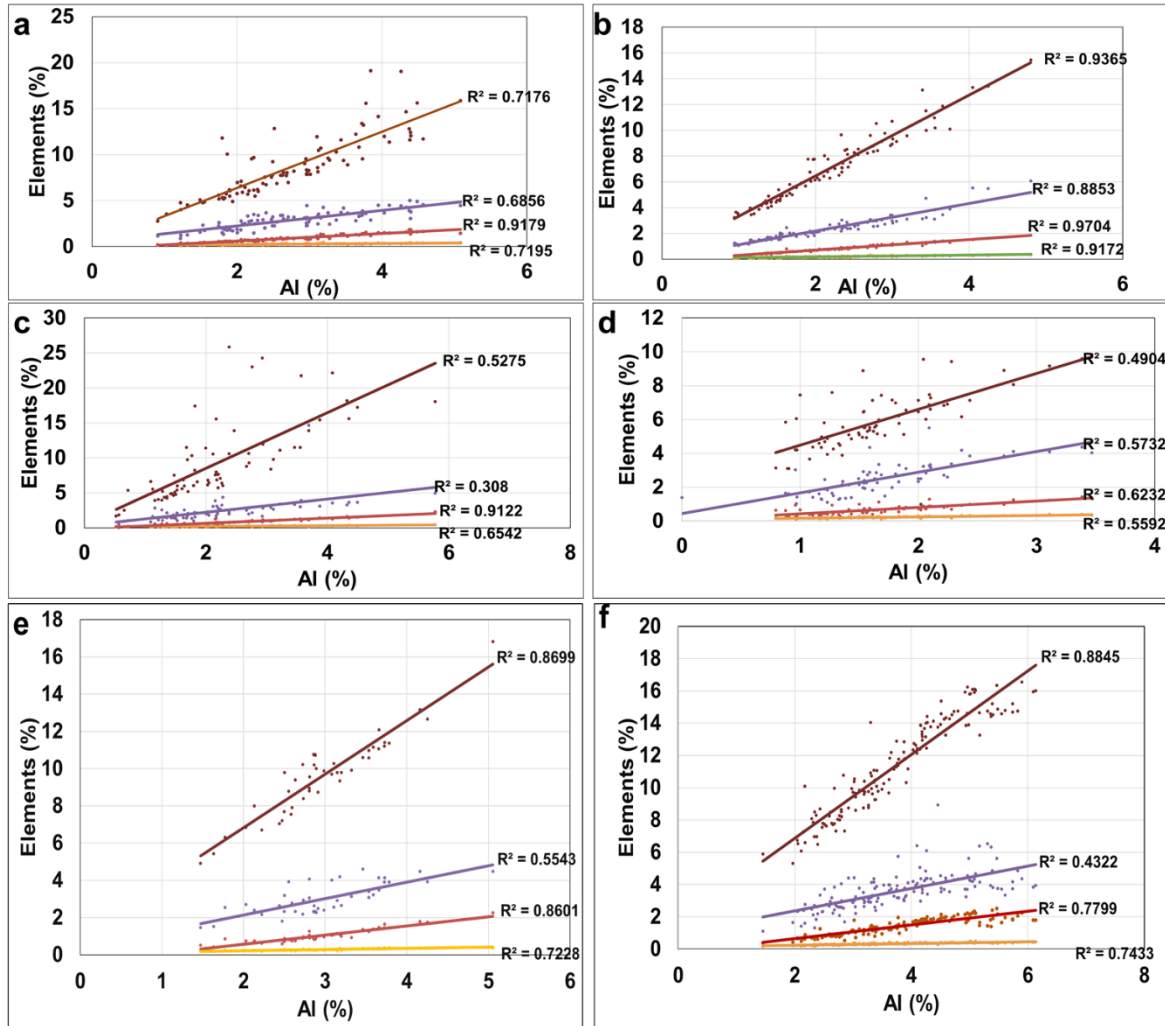 a
25
20
15
10
5
0
Elements (%)
R² = 0.7176
R² = 0.6856
R² = 0.9179
R² = 0.7195
0 2 4 6
Al (%)
b
18
16
14
12
10
8
6
4
2
0
Elements (%)
R² = 0.9365
R² = 0.8853
R² = 0.9704
R² = 0.9172
0 2 4 6
Al (%)
c
30
25
20
15
10
5
0
Elements (%)
R² = 0.5275
R² = 0.308
R² = 0.9122
R² = 0.6542
0 2 4 6 8
Al (%)
d
12
10
8
6
4
2
0
Elements (%)
R² = 0.4904
R² = 0.5732
R² = 0.6232
R² = 0.5592
0 1 2 3 4
Al (%)
e
18
16
14
12
10
8
6
4
2
0
Elements (%)
R² = 0.8699
R² = 0.5543
R² = 0.8601
R² = 0.7228
0 1 2 3 4 5 6
Al (%)
f
20
18
16
14
12
10
8
6
4
2
0
Elements (%)
R² = 0.8845
R² = 0.4322
R² = 0.7799
R² = 0.7433
0 2 4 6 8
Al (%)